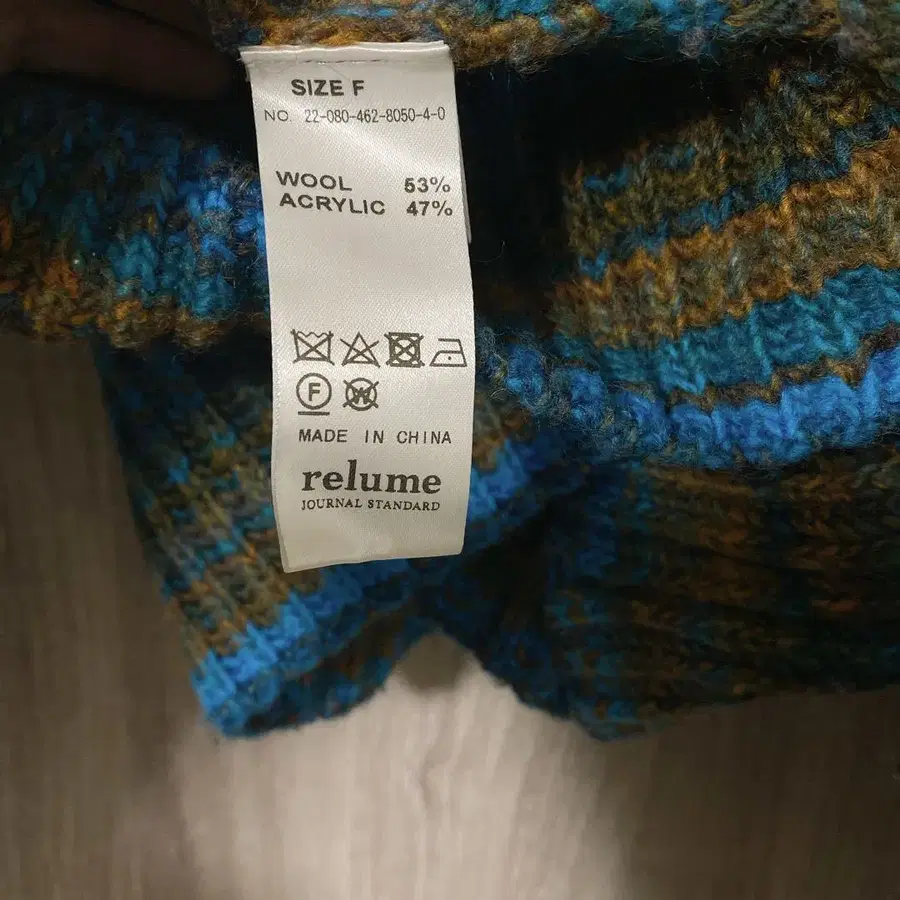 SIZE F
NO. 22-080-462-8050-4-0
WOOL 53%
ACRYLIC 47%
F W
MADE IN CHINA
relume
JOURNAL STANDARD